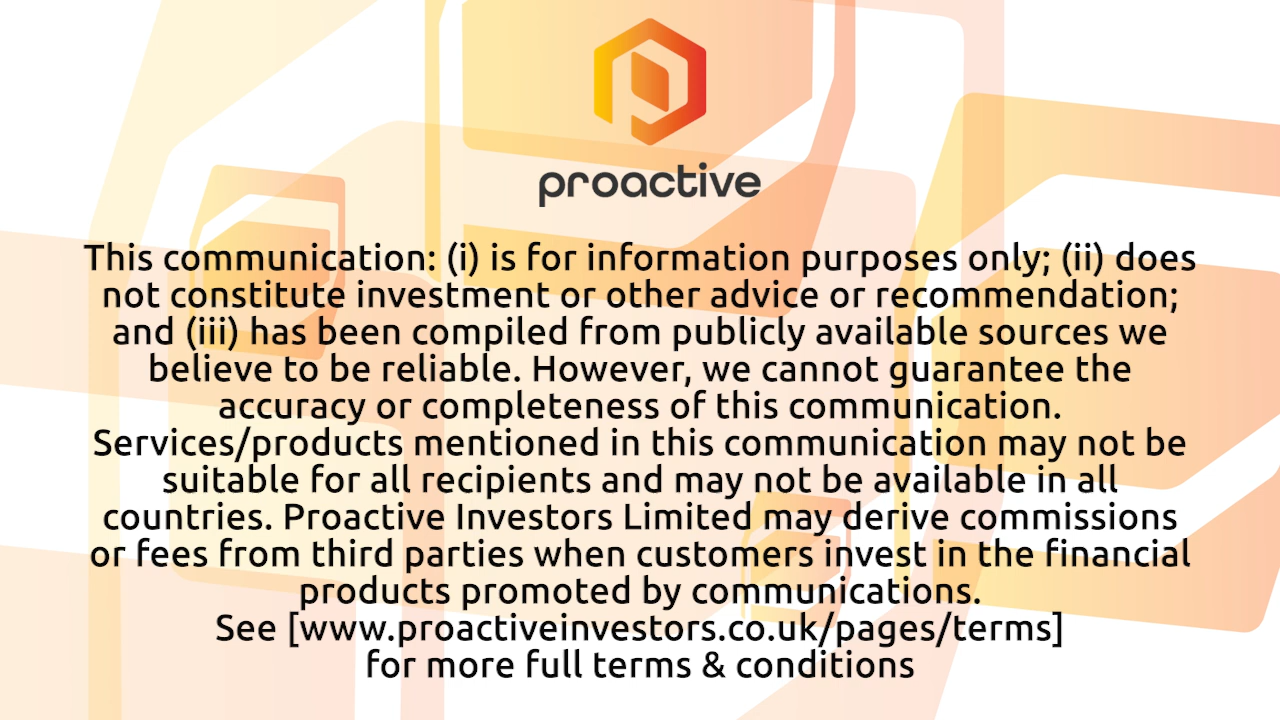 proactive
This communication: (i) is for information purposes only; (ii) does
not constitute investment or other advice or recommendation;
and (iii) has been compiled from publicly available sources we
believe to be reliable. However, we cannot guarantee the
accuracy or completeness of this communication.
Services/products mentioned in this communication may not be
suitable for all recipients and may not be available in all
countries. Proactive Investors Limited may derive commissions
or fees from third parties when customers invest in the financial
products promoted by communications.
See [www.proactiveinvestors.co.uk/pages/terms]
for more full terms & conditions